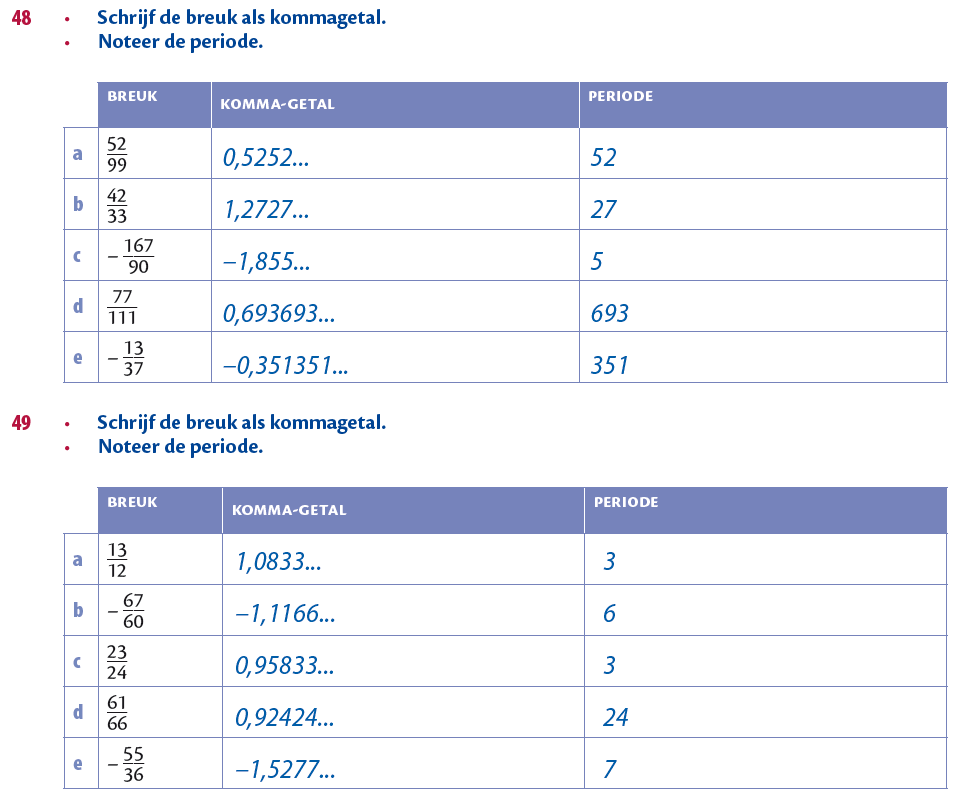 48 • Schrijf de breuk als kommagetal.
• Noteer de periode.
BREUK KOMMA-GETAL PERIODE
a 52/99 0,5252... 52
b 42/33 1,2727... 27
c –167/90 –1,855... 5
d 77/111 0,693693... 693
e –13/37 –0,351351... 351
49 • Schrijf de breuk als kommagetal.
• Noteer de periode.
BREUK KOMMA-GETAL PERIODE
a 13/12 1,0833... 3
b –67/60 –1,1166... 6
c 23/24 0,95833... 3
d 61/66 0,92424... 24
e –55/36 –1,5277... 7